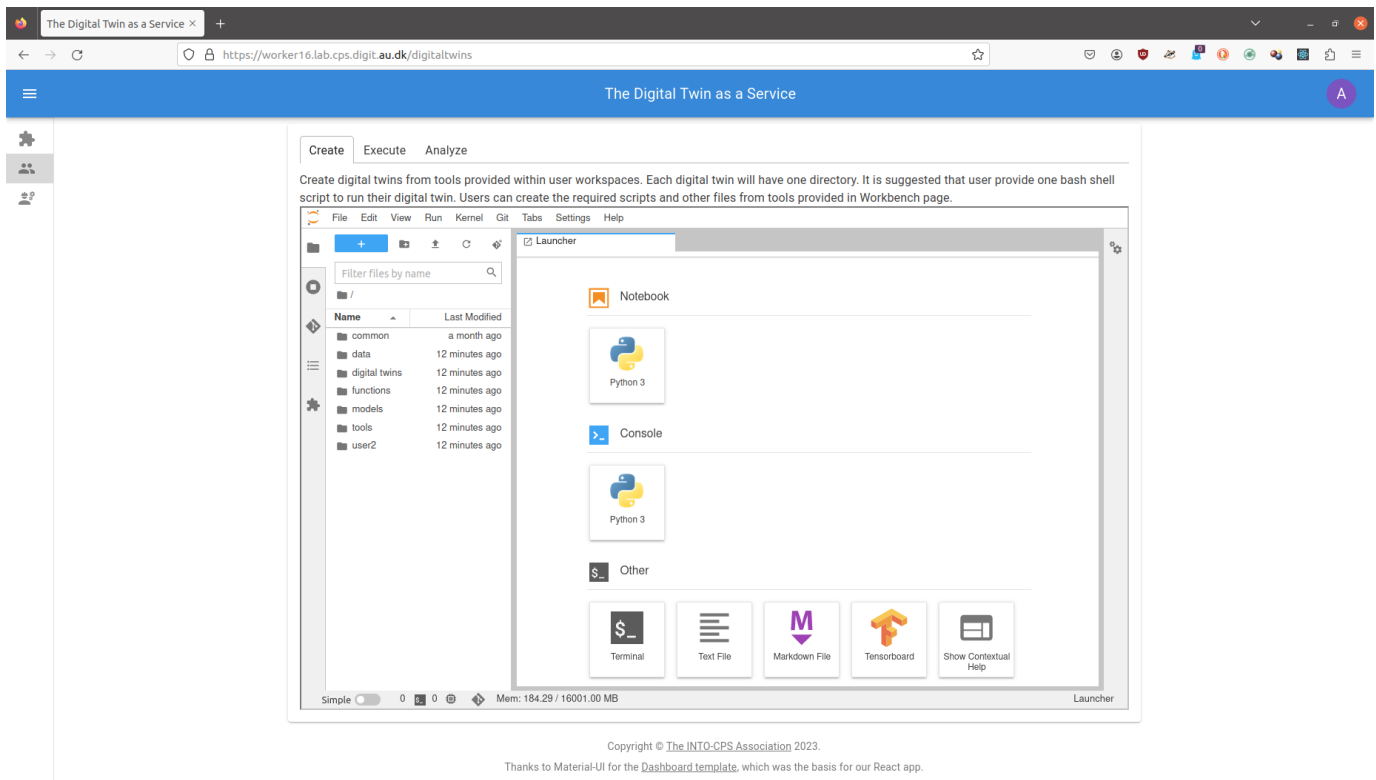 The Digital Twin as a Service
https://worker16.lab.cps.digit.au.dk/digitaltwins
0
The Digital Twin as a Service
A
Create Execute Analyze
Create digital twins from tools provided within user workspaces. Each digital twin will have one directory. It is suggested that user provide one bash shell
script to run their digital twin. Users can create the required scripts and other files from tools provided in Workbench page.
File Edit View Run Kernel Git Tabs Settings Help
Launcher
Filter files by name
/
Name Last Modified
common a month ago
data 12 minutes ago
digital twins 12 minutes ago
functions 12 minutes ago
models 12 minutes ago
tools 12 minutes ago
user2 12 minutes ago
Notebook
Python 3
Console
Python 3
$_ Other
$_
M
Terminal
Text File
Markdown File
Tensorboard
Show Contextual
Help
Simple 0 $_ 0 Mem: 184.29 / 16001.00 MB Launcher
Copyright © The INTO-CPS Association 2023.
Thanks to Material-UI for the Dashboard template, which was the basis for our React app.